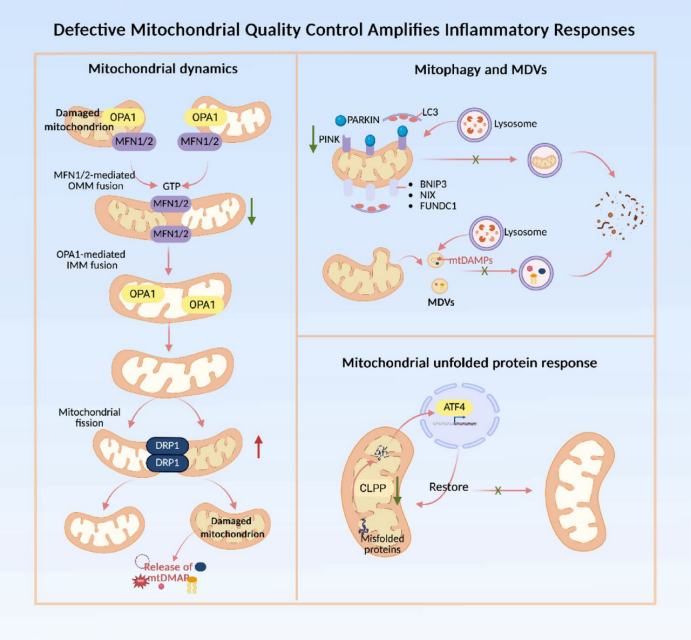 Defective Mitochondrial Quality Control Amplifies Inflammatory Responses
Mitochondrial dynamics
Damaged
mitochondrion
OPA1
MFN1/2
OPA1
MFN1/2
MFN1/2-mediated
OMM fusion
GTP
MFN1/2
MFN1/2
OPA1-mediated
IMM fusion
OPA1
OPA1
Mitochondrial
fission
DRP1
DRP1
Damaged
mitochondrion
Release of
mtDMAP
Mitophagy and MDVs
PARKIN
LC3
PINK
Lysosome
X
• BNIP3
• NIX
• FUNDC1
Lysosome
mtDAMPs
X
MDVs
Mitochondrial unfolded protein response
ATF4
CLPP
Restore
X
Misfolded
proteins